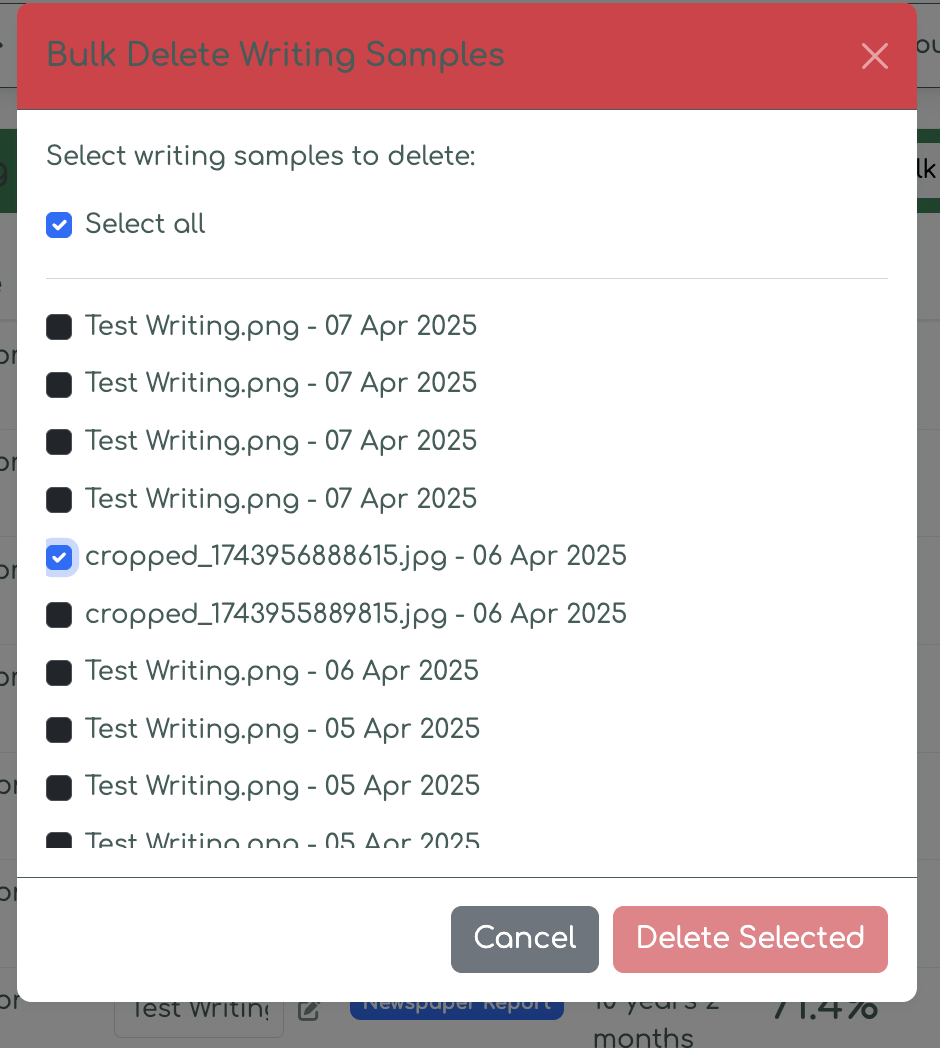 Bulk Delete Writing Samples
Select writing samples to delete:
Select all
Test Writing.png - 07 Apr 2025
Test Writing.png - 07 Apr 2025
Test Writing.png - 07 Apr 2025
Test Writing.png - 07 Apr 2025
cropped_1743956888615.jpg - 06 Apr 2025
cropped_1743955889815.jpg - 06 Apr 2025
Test Writing.png - 06 Apr 2025
Test Writing.png - 05 Apr 2025
Test Writing.png - 05 Apr 2025
Test Writing.png - 05 Apr 2025
Cancel Delete Selected
Test Writing Newspaper Report 10 years 2 71.4%
months